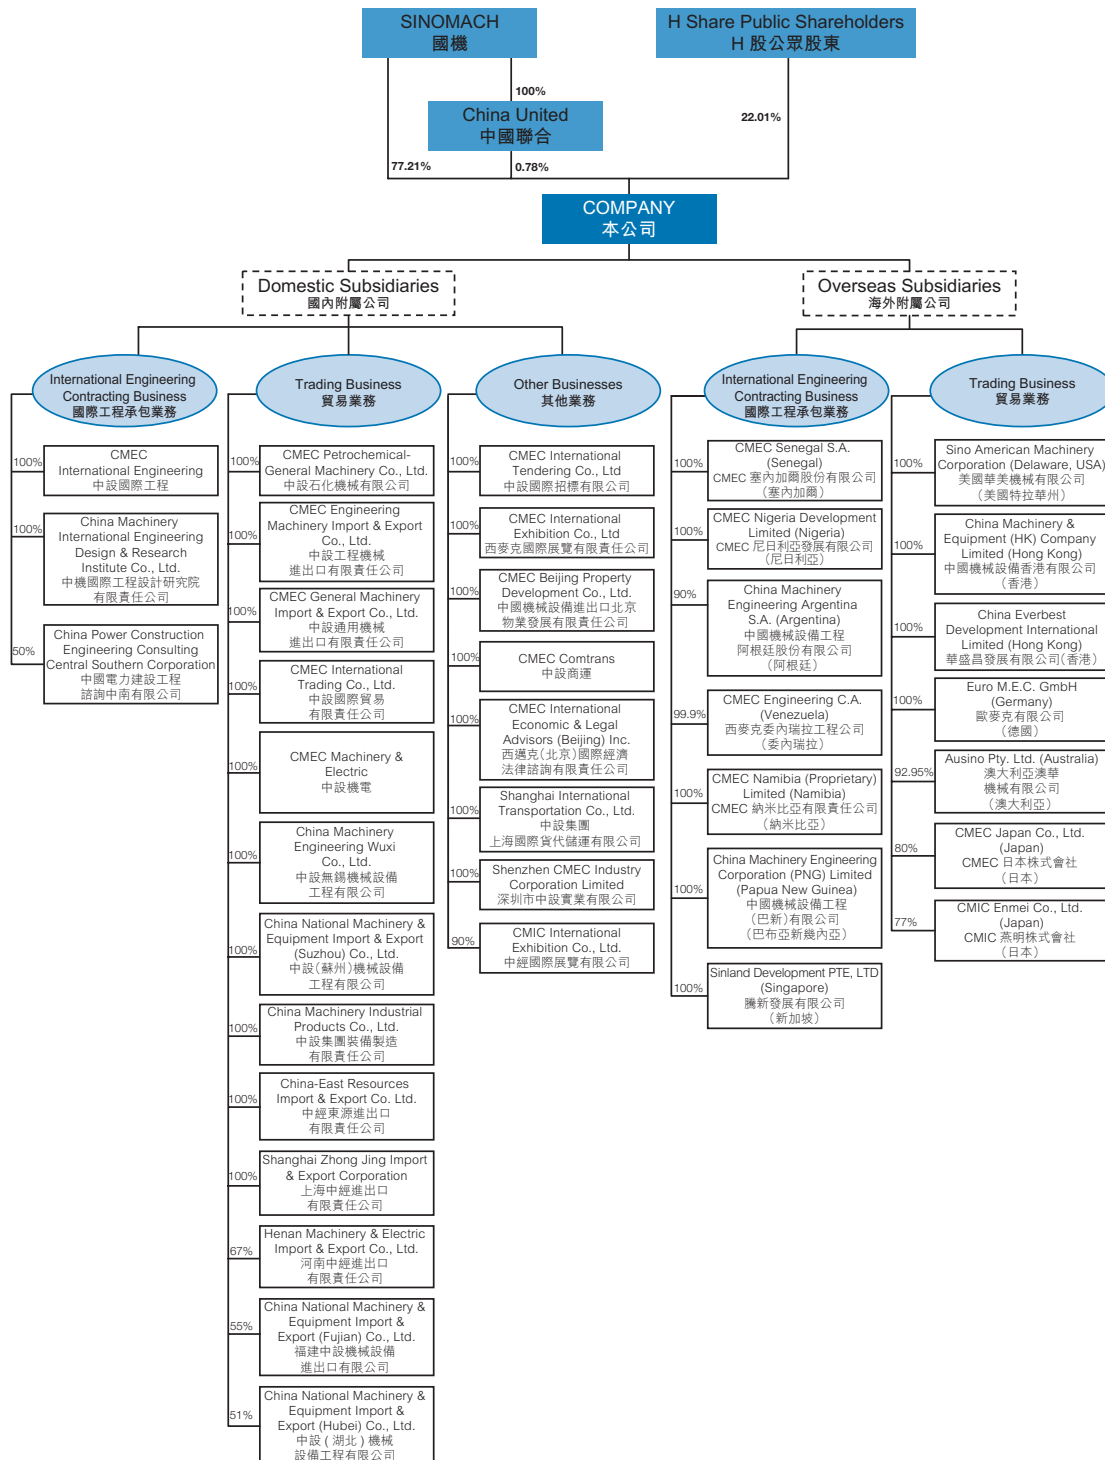 SINOMACH
國機
H Share Public Shareholders
H 股公眾股東
100%
China United
中國聯合
22.01%
77.21%
0.78%
COMPANY
本公司
Domestic Subsidiaries
國內附屬公司
Overseas Subsidiaries
海外附屬公司
International Engineering
Contracting Business
國際工程承包業務
100%
CMEC
International Engineering
中設國際工程
100%
China Machinery
International Engineering
Design & Research
Institute Co., Ltd.
中機國際工程設計研究院
有限責任公司
50%
China Power Construction
Engineering Consulting
Central Southern Corporation
中國電力建設工程
諮詢中南有限公司
Trading Business
貿易業務
100%
CMEC Petrochemical-
General Machinery Co., Ltd.
中設石化機械有限公司
100%
CMEC Engineering
Machinery Import & Export
Co., Ltd.
中設工程機械
進出口有限責任公司
100%
CMEC General Machinery
Import & Export Co., Ltd.
中設通用機械
進出口有限責任公司
100%
CMEC International
Trading Co., Ltd.
中設國際貿易
有限責任公司
100%
CMEC Machinery &
Electric
中設機電
100%
China Machinery
Engineering Wuxi
Co., Ltd.
中設無錫機械設備
工程有限公司
100%
China National Machinery &
Equipment Import & Export
(Suzhou) Co., Ltd.
中設（蘇州）機械設備
工程有限公司
100%
China Machinery Industrial
Products Co., Ltd.
中設集團裝備製造
有限責任公司
100%
China-East Resources
Import & Export Co. Ltd.
中經東源進出口
有限責任公司
100%
Shanghai Zhong Jing Import
& Export Corporation
上海中經進出口
有限責任公司
67%
Henan Machinery & Electric
Import & Export Co., Ltd.
河南中經進出口
有限責任公司
55%
China National Machinery &
Equipment Import &
Export (Fujian) Co., Ltd.
福建中設機械設備
進出口有限公司
51%
China National Machinery &
Equipment Import &
Export (Hubei) Co., Ltd.
中設 ( 湖北 ) 機械
設備工程有限公司
Other Businesses
其他業務
100%
CMEC International
Tendering Co., Ltd
中設國際招標有限公司
100%
CMEC International
Exhibition Co., Ltd
西麥克國際展覽有限責任公司
100%
CMEC Beijing Property
Development Co., Ltd.
中國機械設備進出口北京
物業發展有限責任公司
100%
CMEC Comtrans
中設商運
100%
CMEC International
Economic & Legal
Advisors (Beijing) Inc.
西邁克（北京）國際經濟
法律諮詢有限責任公司
100%
Shanghai International
Transportation Co., Ltd.
中設集團
上海國際貨代儲運有限公司
100%
Shenzhen CMEC Industry
Corporation Limited
深圳市中設實業有限公司
90%
CMIC International
Exhibition Co., Ltd.
中經國際展覽有限公司
International Engineering
Contracting Business
國際工程承包業務
100%
CMEC Senegal S.A.
(Senegal)
CMEC 塞內加爾股份有限公司
（塞內加爾）
100%
CMEC Nigeria Development
Limited (Nigeria)
CMEC 尼日利亞發展有限公司
（尼日利亞）
90%
China Machinery
Engineering Argentina
S.A. (Argentina)
中國機械設備工程
阿根廷股份有限公司
（阿根廷）
99.9%
CMEC Engineering C.A.
(Venezuela)
西麥克委內瑞拉工程公司
（委內瑞拉）
100%
CMEC Namibia (Proprietary)
Limited (Namibia)
CMEC 納米比亞有限責任公司
（納米比亞）
100%
China Machinery Engineering
Corporation (PNG) Limited
(Papua New Guinea)
中國機械設備工程
（巴新）有限公司
（巴布亞新幾內亞）
100%
Sinland Development PTE, LTD
(Singapore)
騰新發展有限公司
（新加坡）
Trading Business
貿易業務
100%
Sino American Machinery
Corporation (Delaware, USA)
美國華美機械有限公司
（美國特拉華州）
100%
China Machinery &
Equipment (HK) Company
Limited (Hong Kong)
中國機械設備香港有限公司
（香港）
100%
China Everbest
Development International
Limited (Hong Kong)
華盛昌發展有限公司（香港）
100%
Euro M.E.C. GmbH
(Germany)
歐麥克有限公司
（德國）
92.95%
Ausino Pty. Ltd. (Australia)
澳大利亞澳華
機械有限公司
（澳大利亞）
80%
CMEC Japan Co., Ltd.
(Japan)
CMEC 日本株式會社
（日本）
77%
CMIC Enmei Co., Ltd.
(Japan)
CMIC 燕明株式會社
（日本）